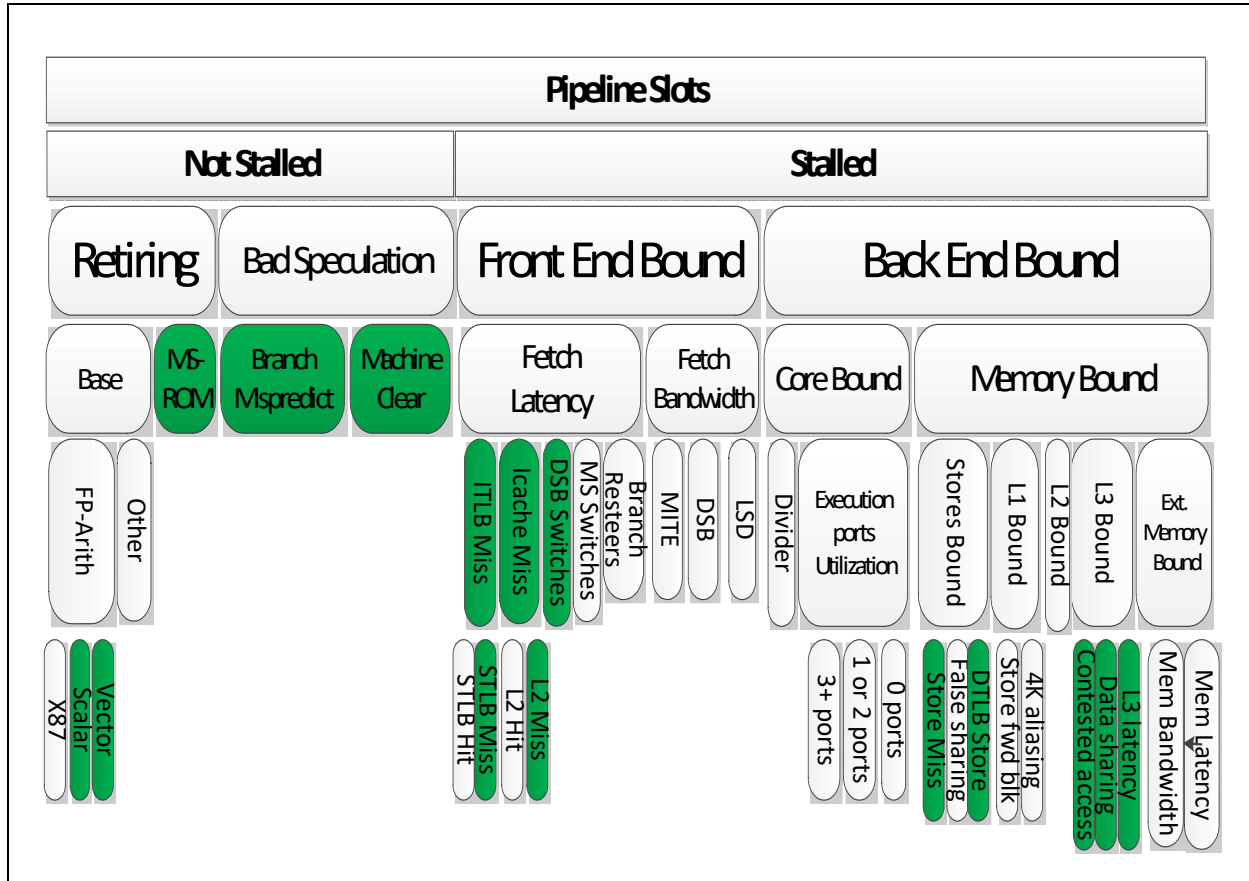 Pipeline Slots
Not Stalled
Stalled
Retiring
Bad Speculation
Front End Bound
Back End Bound
Base
MS-
ROM
Branch
Mspredict
Machine
Clear
Fetch
Latency
Fetch
Bandwidth
Core Bound
Memory Bound
FP-Arith
Other
ITLB Miss
Icache Miss
DSB Switches
MS Switches
Branch
Resteers
MITE
DSB
LSD
Divider
Execution
ports
Utilization
Stores Bound
L1 Bound
L2 Bound
L3 Bound
Ext.
Memory
Bound
X87
Scalar
Vector
STLB Hit
STLB Miss
L2 Hit
L2 Miss
3+ ports
1 or 2 ports
0 ports
Store Miss
False sharing
DTLB Store
Store fwd blk
4K aliasing
Contested access
Data sharing
L3 latency
Mem Bandwidth
Mem Latency